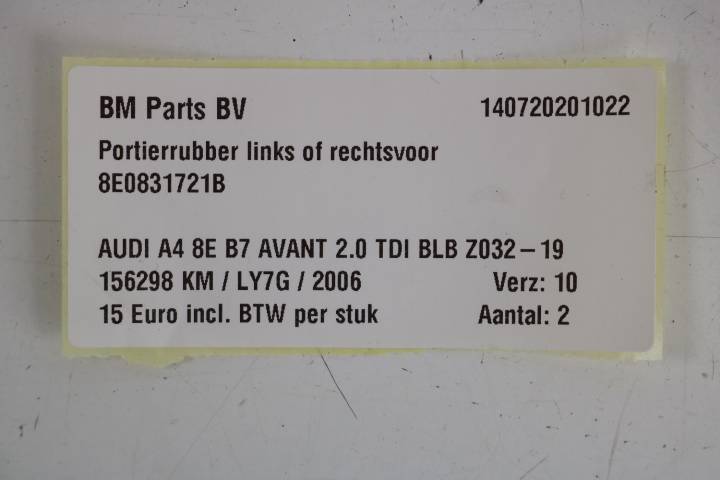 BM Parts BV 140720201022
Portierrubber links of rechtsvoor
8E0831721B
AUDI A4 8E B7 AVANT 2.0 TDI BLB Z032-19
156298 KM / LY7G / 2006 Verz: 10
15 Euro incl. BTW per stuk Aantal: 2